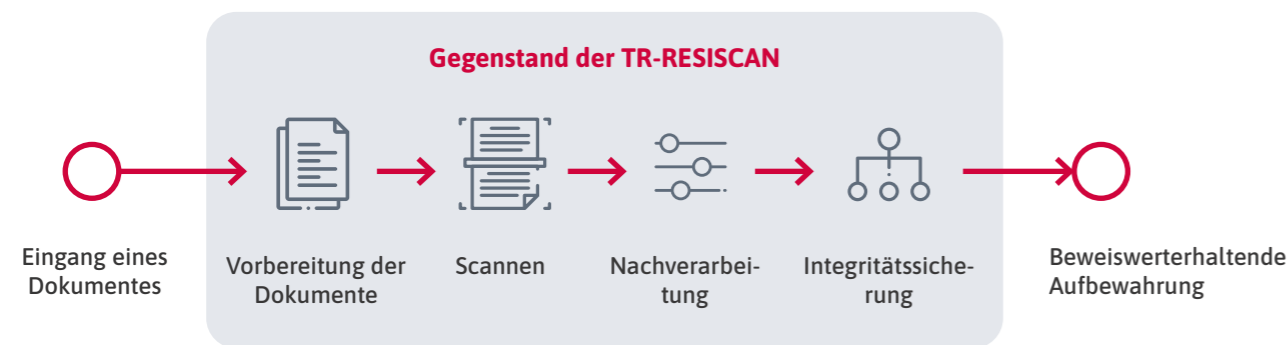 Gegenstand der TR-RESISCAN
Eingang eines
Dokumentes
Vorbereitung der
Dokumente
Scannen
Nachverarbei-
tung
Integritätssiche-
rung
Beweiswerterhaltende
Aufbewahrung